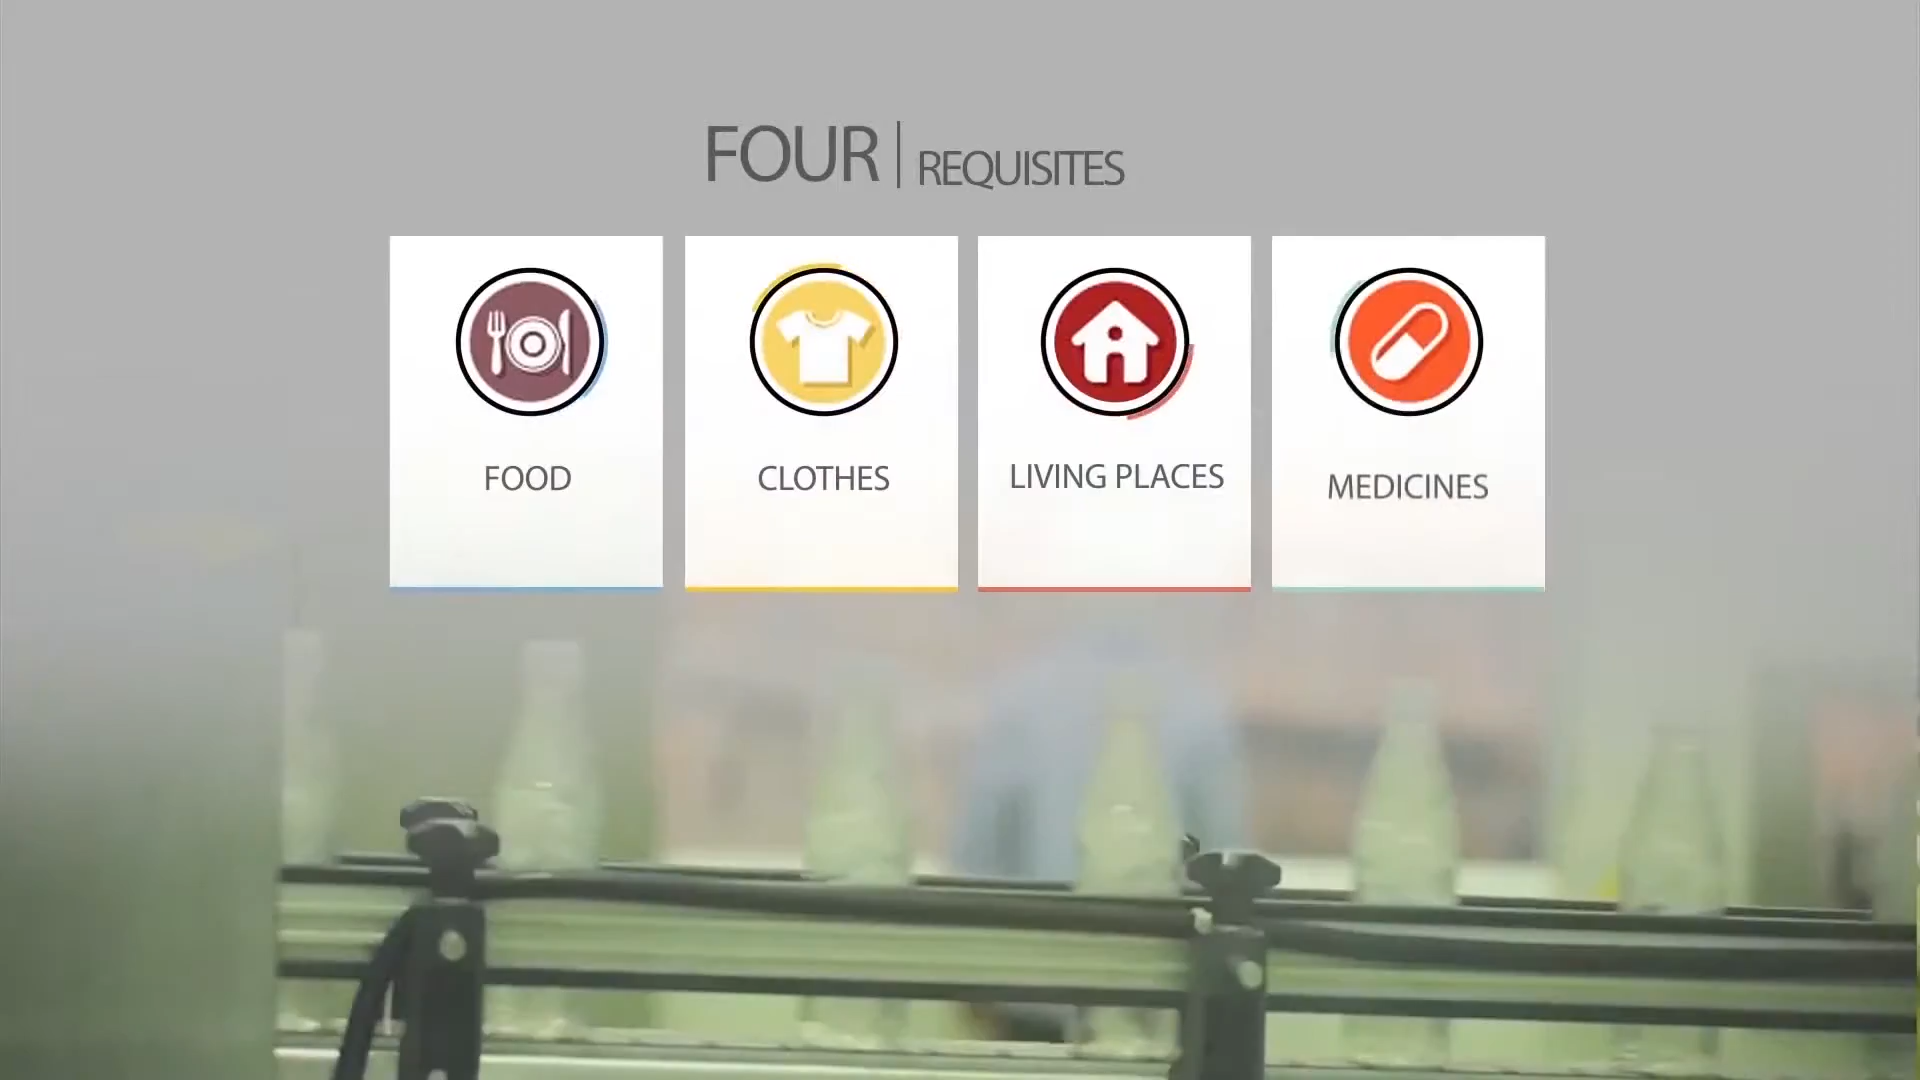 FOUR | REQUISITES
FOOD
CLOTHES
LIVING PLACES
MEDICINES